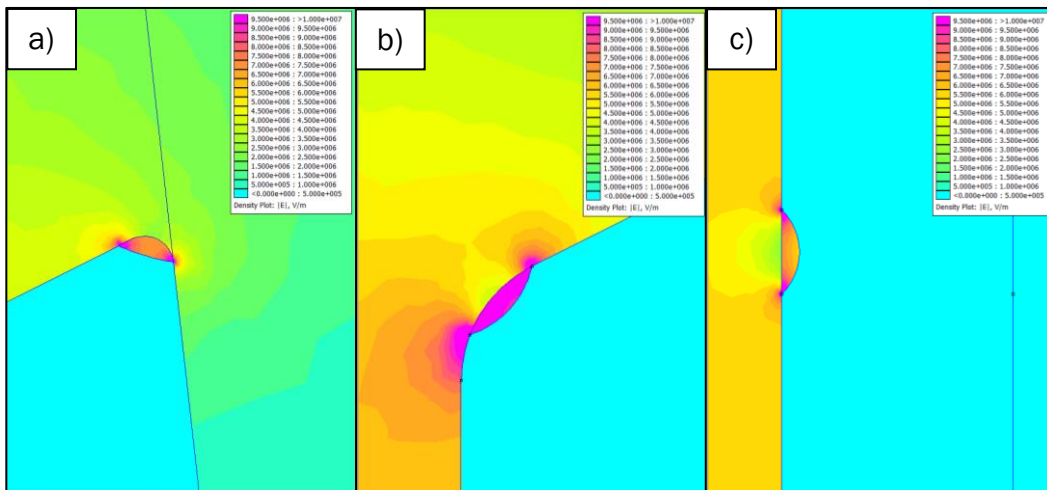 a)
9.500e+006 : >1.000e+007
9.000e+006 : 9.500e+006
8.500e+006 : 9.000e+006
8.000e+006 : 8.500e+006
7.500e+006 : 8.000e+006
7.000e+006 : 7.500e+006
6.500e+006 : 7.000e+006
6.000e+006 : 6.500e+006
5.500e+006 : 6.000e+006
5.000e+006 : 5.500e+006
4.500e+006 : 5.000e+006
4.000e+006 : 4.500e+006
3.500e+006 : 4.000e+006
3.000e+006 : 3.500e+006
2.500e+006 : 3.000e+006
2.000e+006 : 2.500e+006
1.500e+006 : 2.000e+006
1.000e+006 : 1.500e+006
5.000e+005 : 1.000e+006
<0.000e+000 : 5.000e+005
Density Plot: |E|, V/m
b)
9.500e+006 : >1.000e+007
9.000e+006 : 9.500e+006
8.500e+006 : 9.000e+006
8.000e+006 : 8.500e+006
7.500e+006 : 8.000e+006
7.000e+006 : 7.500e+006
6.500e+006 : 7.000e+006
6.000e+006 : 6.500e+006
5.500e+006 : 6.000e+006
5.000e+006 : 5.500e+006
4.500e+006 : 5.000e+006
4.000e+006 : 4.500e+006
3.500e+006 : 4.000e+006
3.000e+006 : 3.500e+006
2.500e+006 : 3.000e+006
2.000e+006 : 2.500e+006
1.500e+006 : 2.000e+006
1.000e+006 : 1.500e+006
5.000e+005 : 1.000e+006
<0.000e+000 : 5.000e+005
Density Plot: |E|, V/m
c)
9.500e+006 : >1.000e+007
9.000e+006 : 9.500e+006
8.500e+006 : 9.000e+006
8.000e+006 : 8.500e+006
7.500e+006 : 8.000e+006
7.000e+006 : 7.500e+006
6.500e+006 : 7.000e+006
6.000e+006 : 6.500e+006
5.500e+006 : 6.000e+006
5.000e+006 : 5.500e+006
4.500e+006 : 5.000e+006
4.000e+006 : 4.500e+006
3.500e+006 : 4.000e+006
3.000e+006 : 3.500e+006
2.500e+006 : 3.000e+006
2.000e+006 : 2.500e+006
1.500e+006 : 2.000e+006
1.000e+006 : 1.500e+006
5.000e+005 : 1.000e+006
<0.000e+000 : 5.000e+005
Density Plot: |E|, V/m